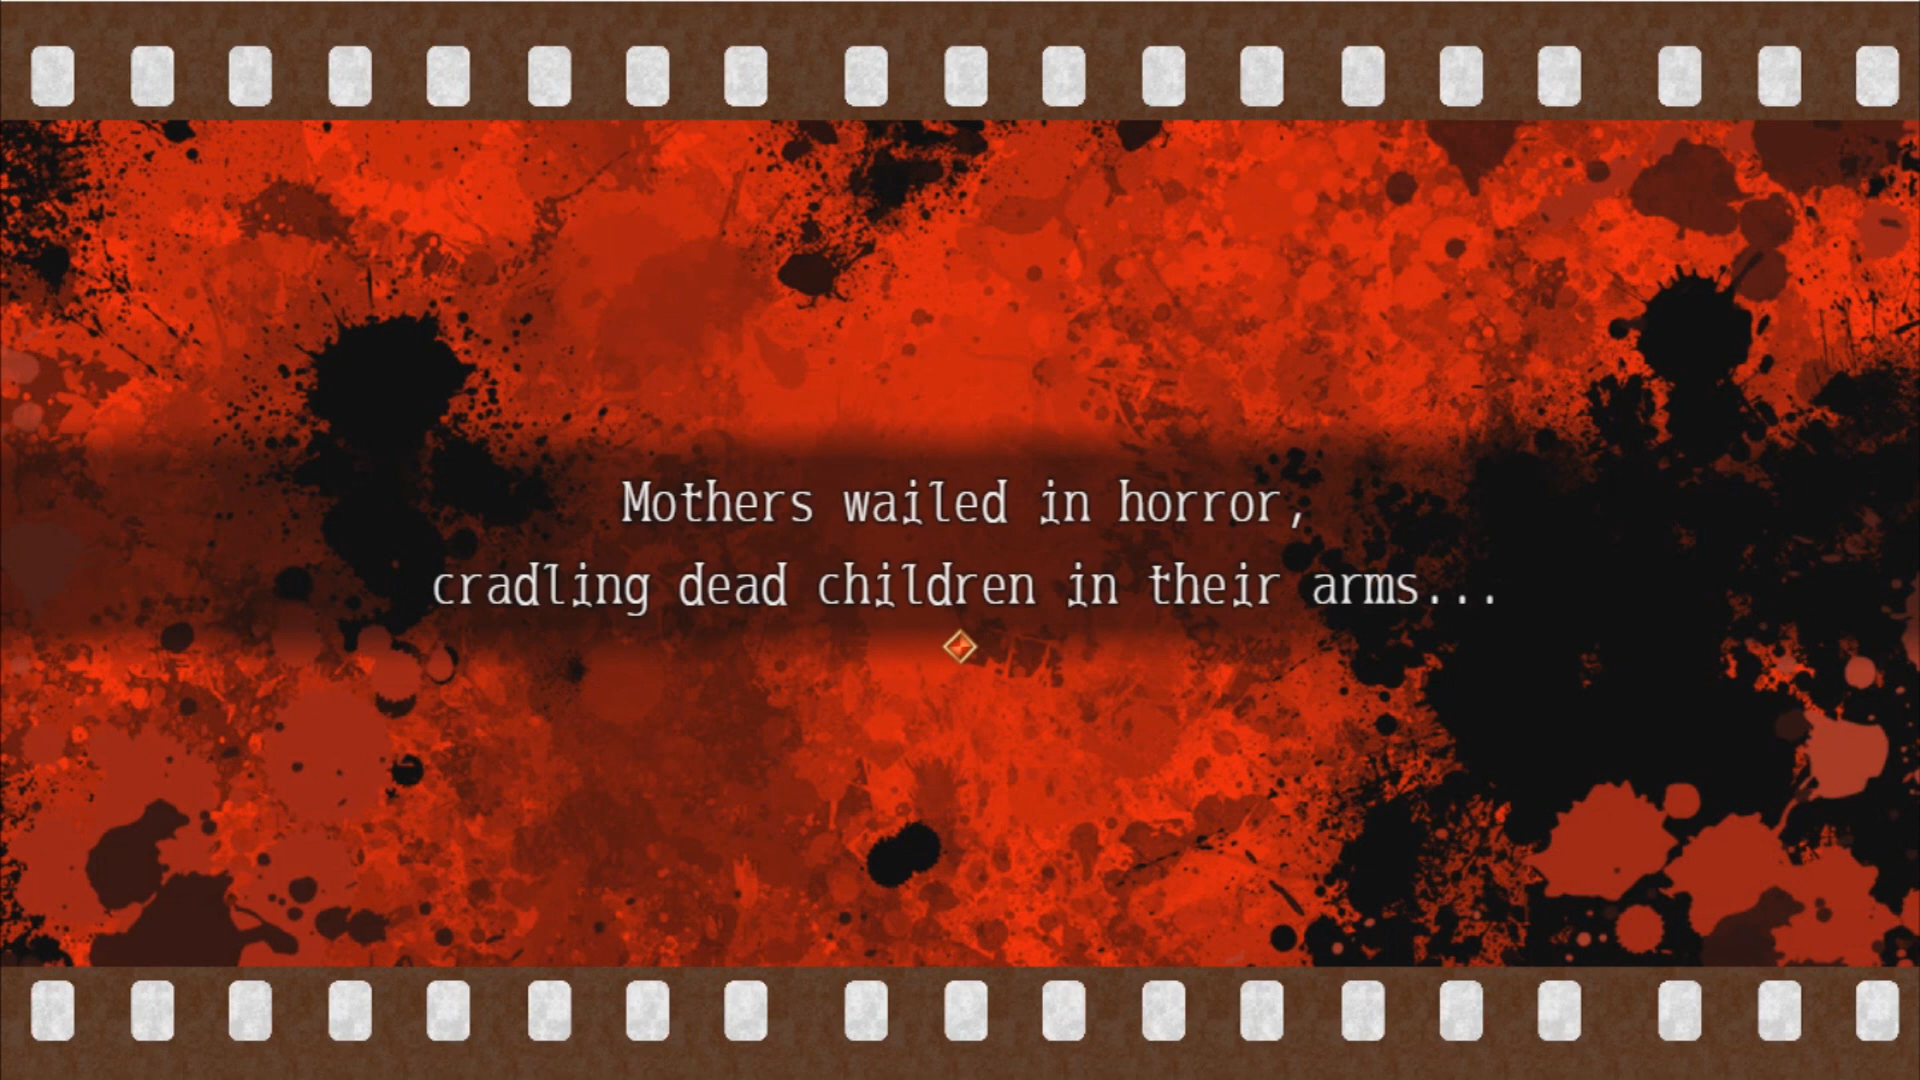 Mothers wailed in horror,
cradling dead children in their arms...